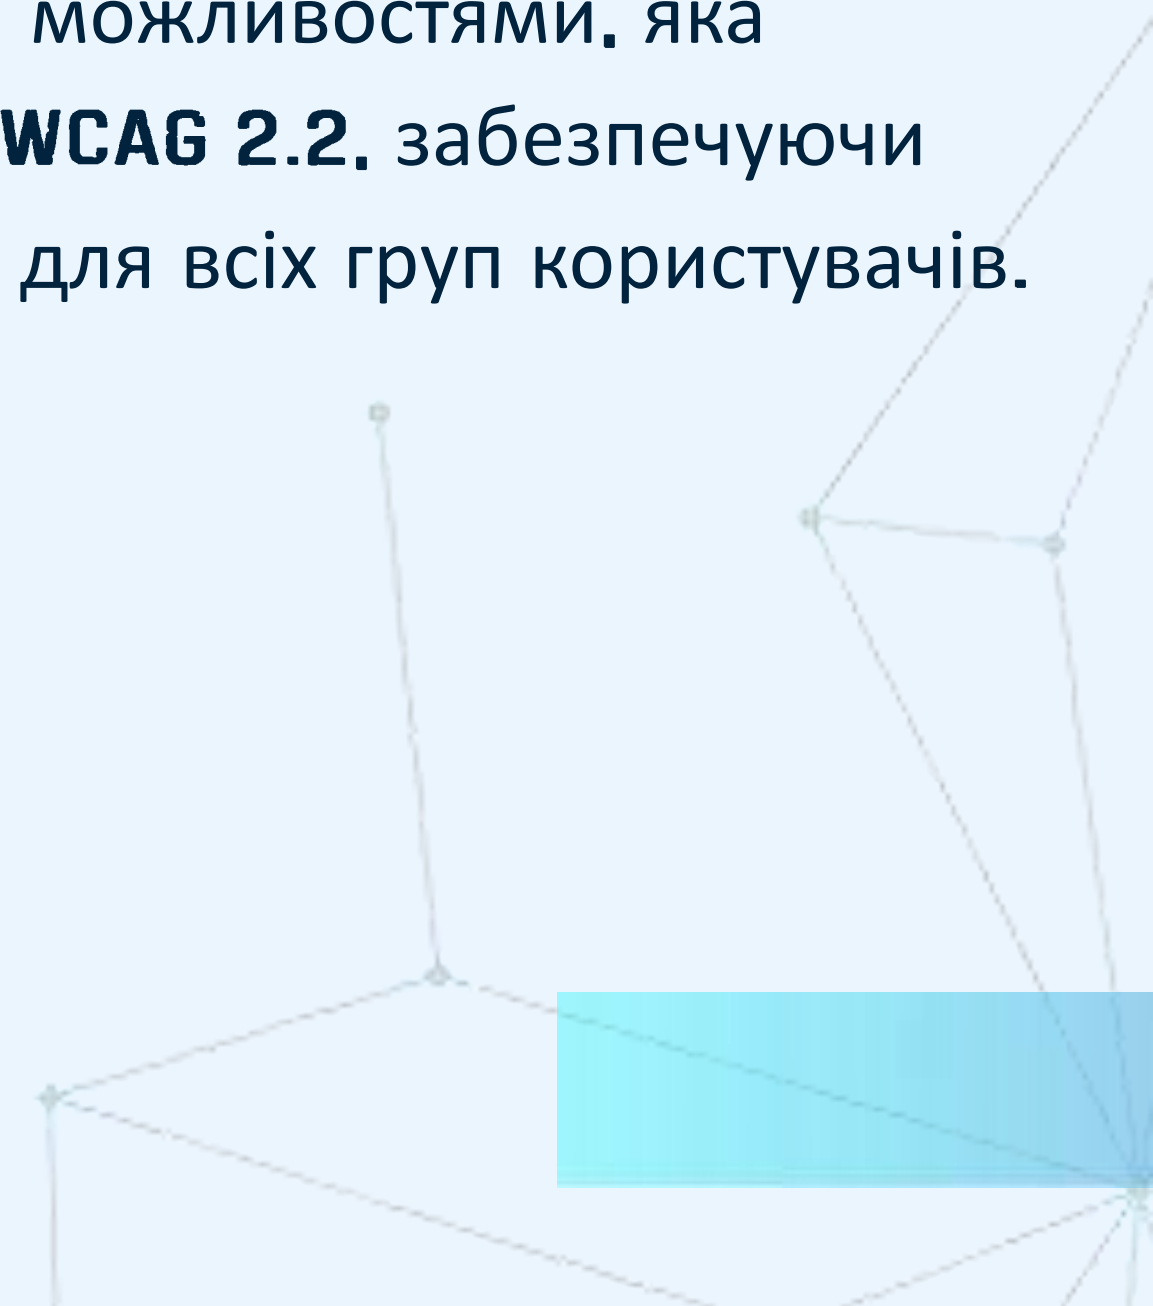 можливостями, яка
WCAG 2.2, забезпечуючи
для всіх груп користувачів.